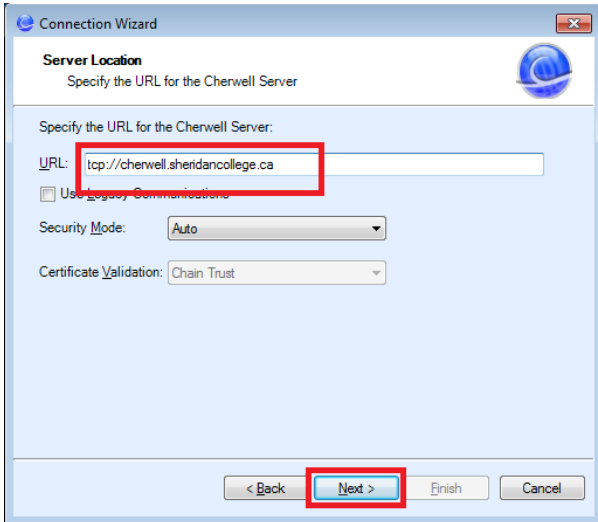 Connection Wizard
Server Location
Specify the URL for the Cherwell Server
Specify the URL for the Cherwell Server:
URL: tcp://cherwell.sheridancollege.ca
Use Legacy Communications
Security Mode: Auto
Certificate Validation: Chain Trust
< Back Next > Finish Cancel